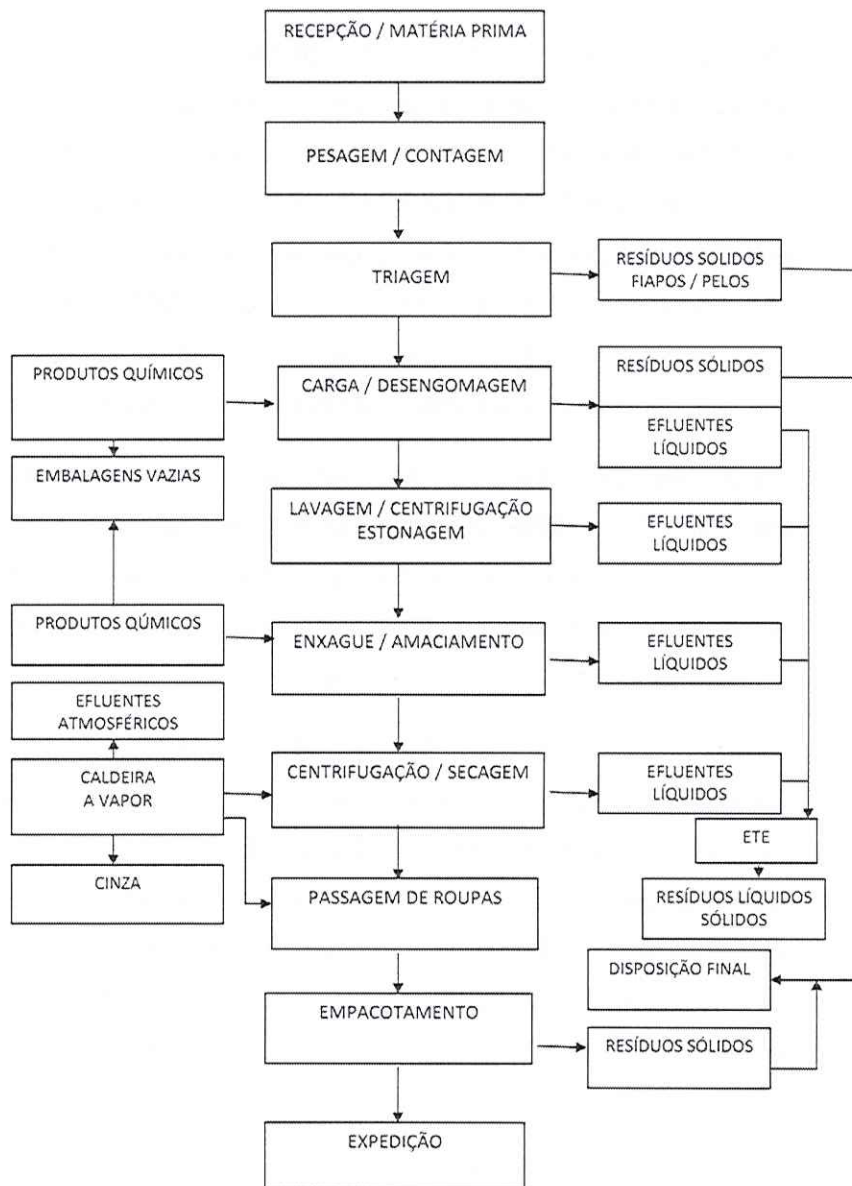 RECEPÇÃO / MATÉRIA PRIMA
PESAGEM / CONTAGEM
TRIAGEM
RESÍDUOS SOLIDOS
FIAPOS / PELOS
PRODUTOS QUÍMICOS
CARGA / DESENGOMAGEM
RESÍDUOS SÓLIDOS
EFLUENTES
LÍQUIDOS
EMBALAGENS VAZIAS
LAVAGEM / CENTRIFUGAÇÃO
ESTONAGEM
EFLUENTES
LÍQUIDOS
PRODUTOS QÚMICOS
ENXAGUE / AMACIAMENTO
EFLUENTES
LÍQUIDOS
EFLUENTES
ATMOSFÉRICOS
CALDEIRA
A VAPOR
CENTRIFUGAÇÃO / SECAGEM
EFLUENTES
LÍQUIDOS
ETE
CINZA
PASSAGEM DE ROUPAS
RESÍDUOS LÍQUIDOS
SÓLIDOS
DISPOSIÇÃO FINAL
EMPACOTAMENTO
RESÍDUOS SÓLIDOS
EXPEDIÇÃO